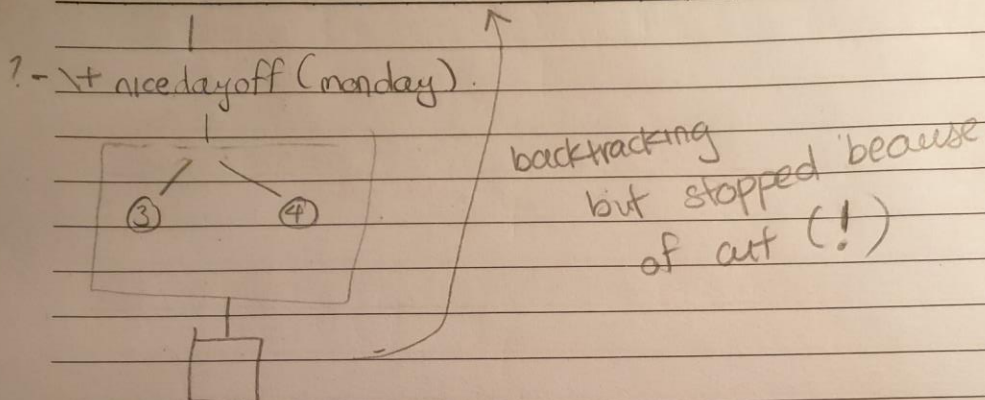 ?- \+ nicedayoff (monday).
③ ④
backtracking
but stopped beause
of cut (!)